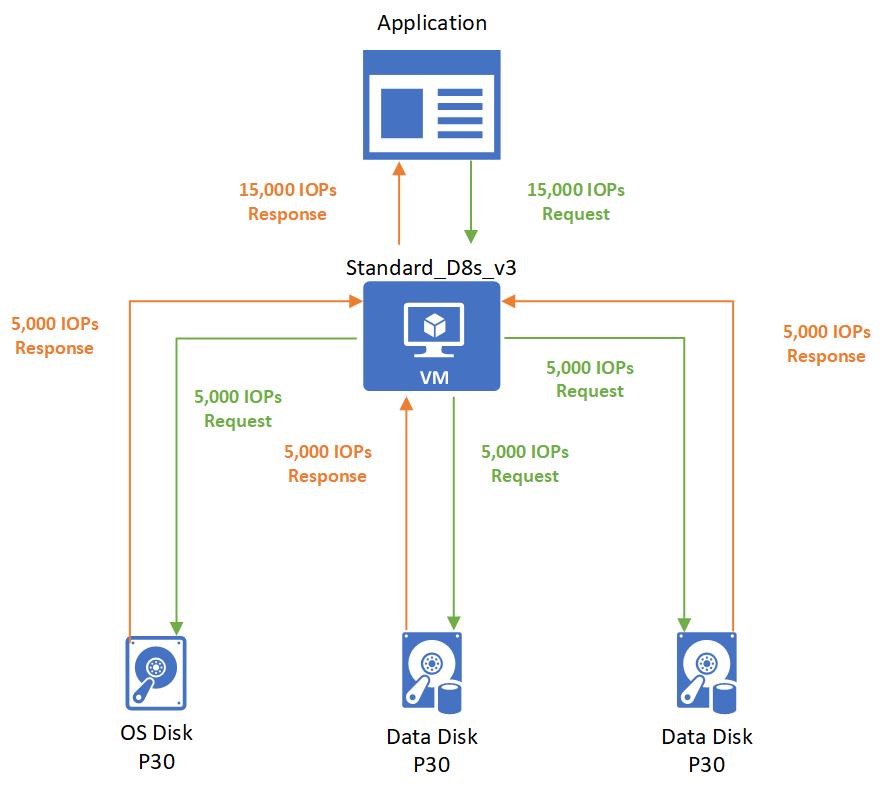 Application
15,000 IOPs
Response
15,000 IOPs
Request
Standard_D8s_v3
VM
5,000 IOPs
Response
5,000 IOPs
Request
5,000 IOPs
Response
5,000 IOPs
Request
5,000 IOPs
Request
5,000 IOPs
Response
OS Disk
P30
Data Disk
P30
Data Disk
P30